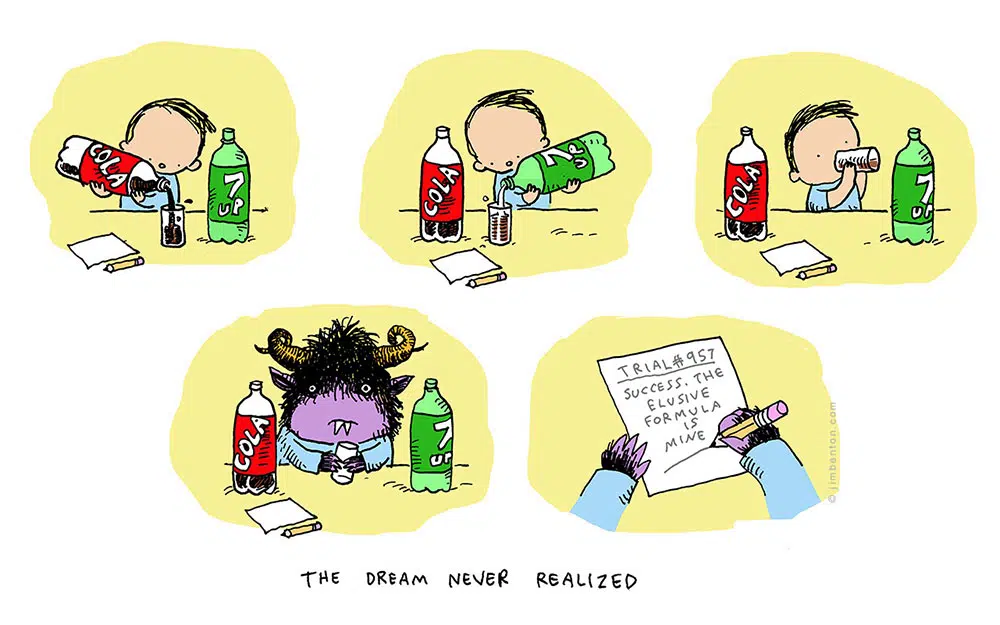 COLA
7
UP
COLA
7
UP
COLA
7
UP
COLA
7
UP
TRIAL#957
SUCCESS. THE
ELUSIVE
FORMULA
IS
MINE
© jimbenton.com
THE DREAM NEVER REALIZED